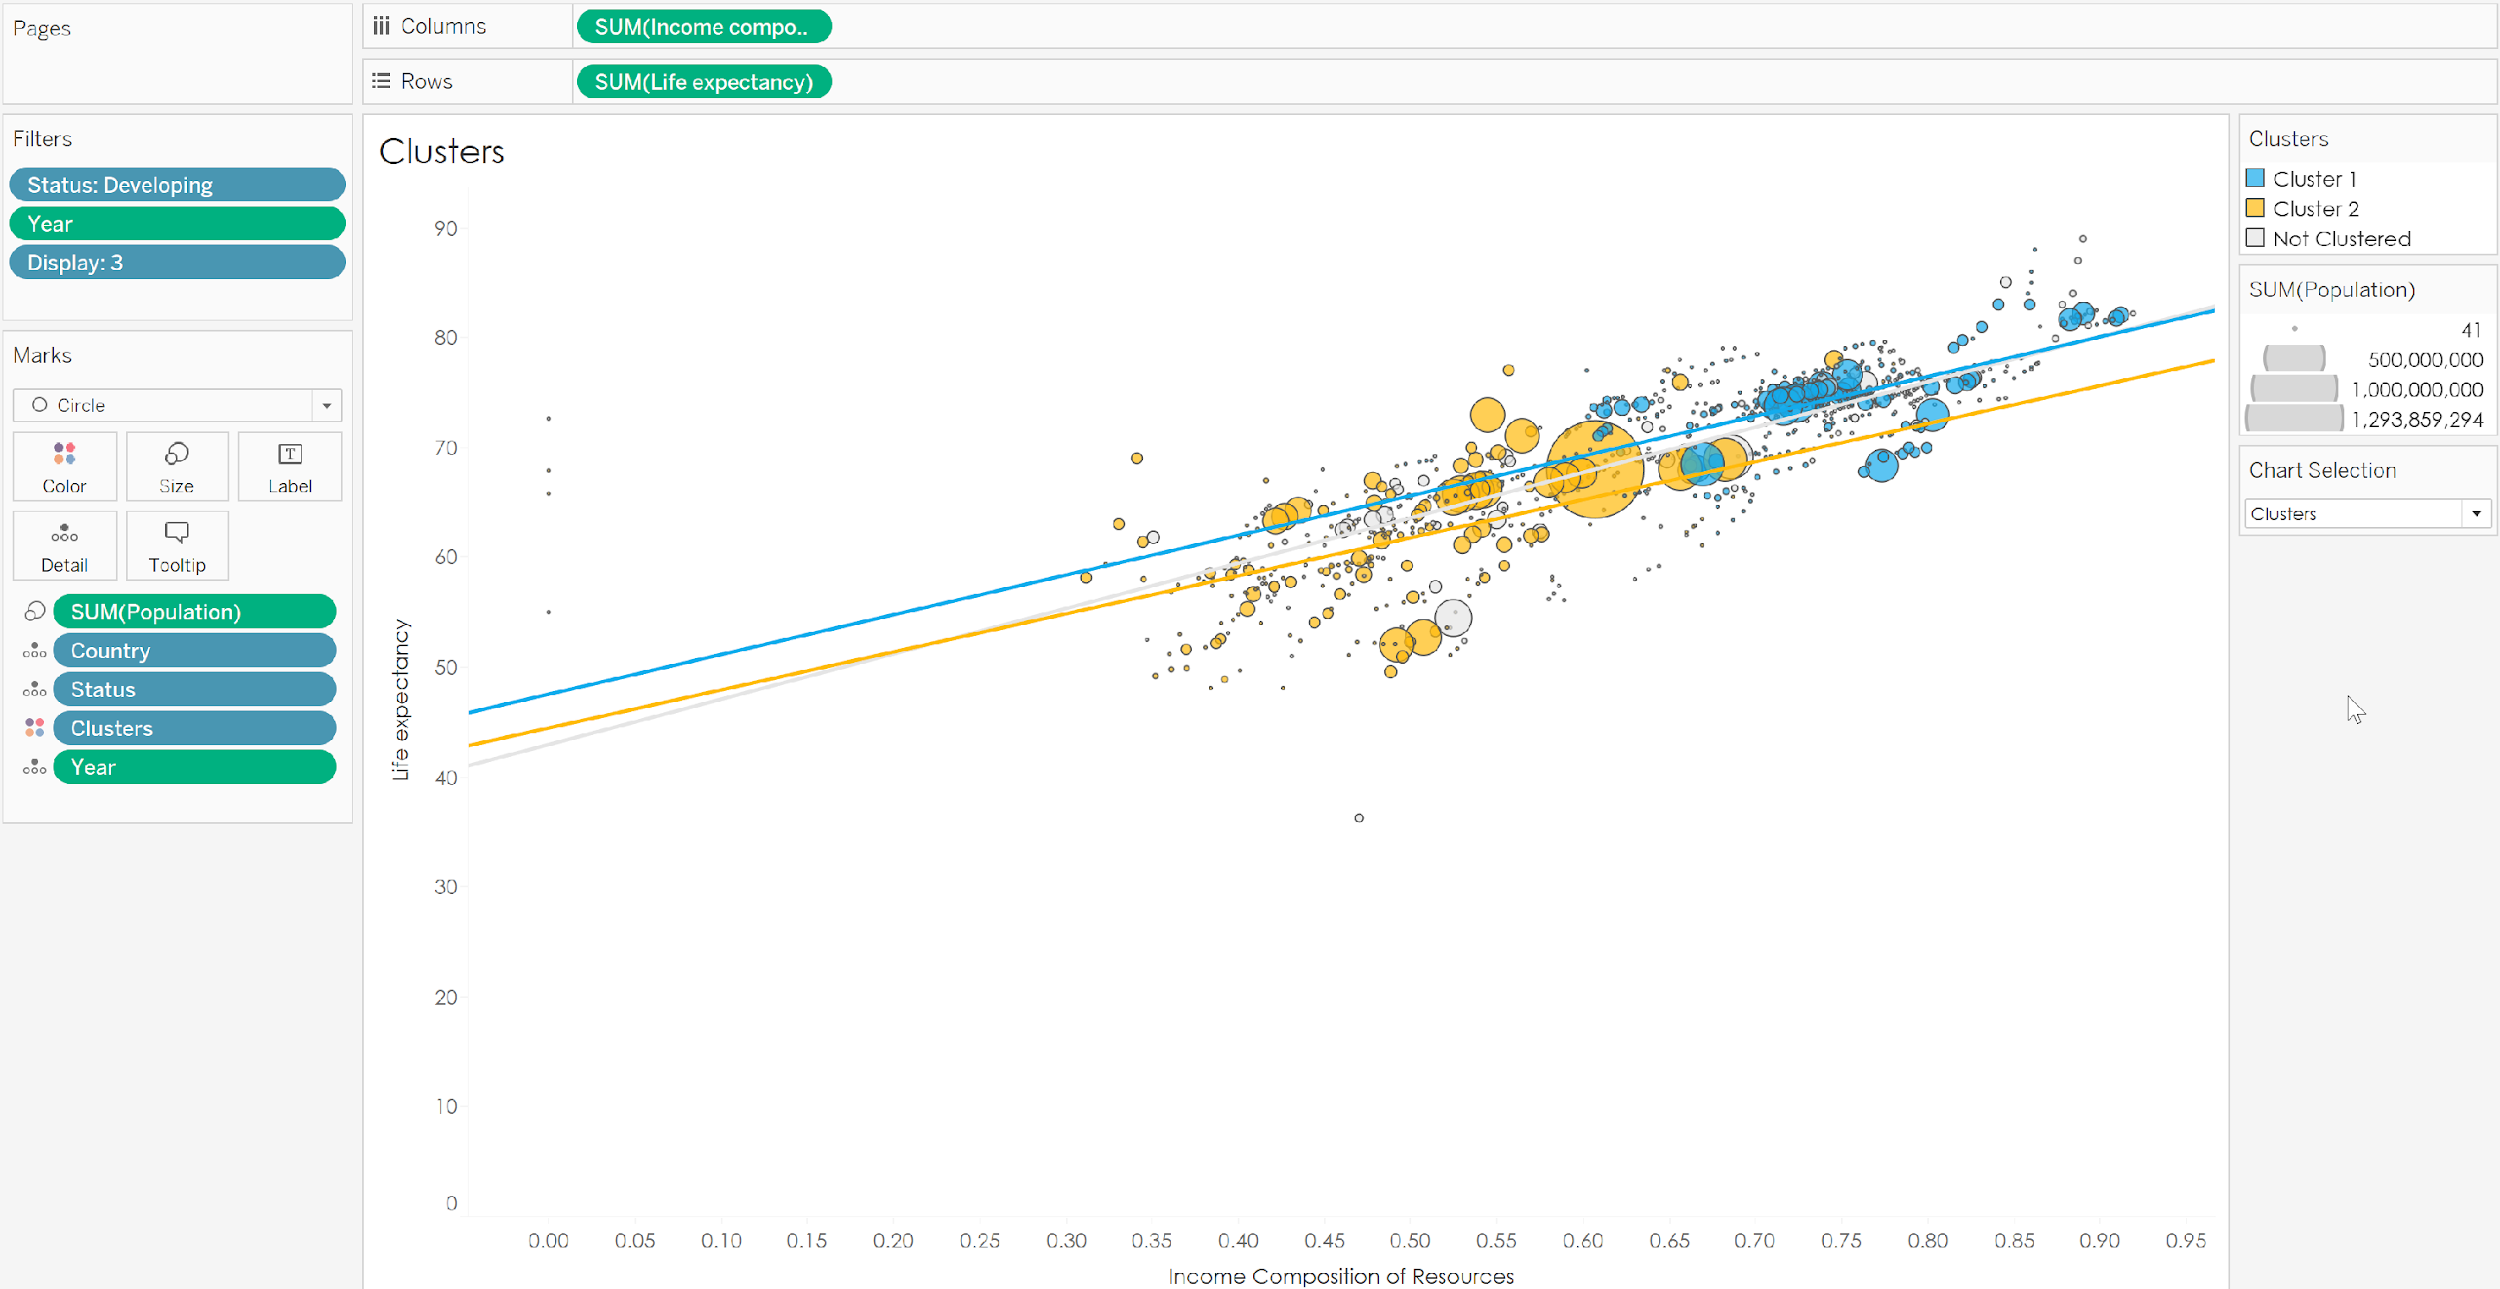 Pages
Columns
SUM(Income compo..
Rows
SUM(Life expectancy)
Filters
Status: Developing
Year
Display: 3
Marks
Circle
Color
Size
T
Label
Detail
Tooltip
SUM(Population)
Country
Status
Clusters
Year
Clusters
Life expectancy
90
80
70
60
50
40
30
20
10
0
0.00 0.05 0.10 0.15 0.20 0.25 0.30 0.35 0.40 0.45 0.50 0.55 0.60 0.65 0.70 0.75 0.80 0.85 0.90 0.95
Income Composition of Resources
Clusters
Cluster 1
Cluster 2
Not Clustered
SUM(Population)
41
500,000,000
1,000,000,000
1,293,859,294
Chart Selection
Clusters